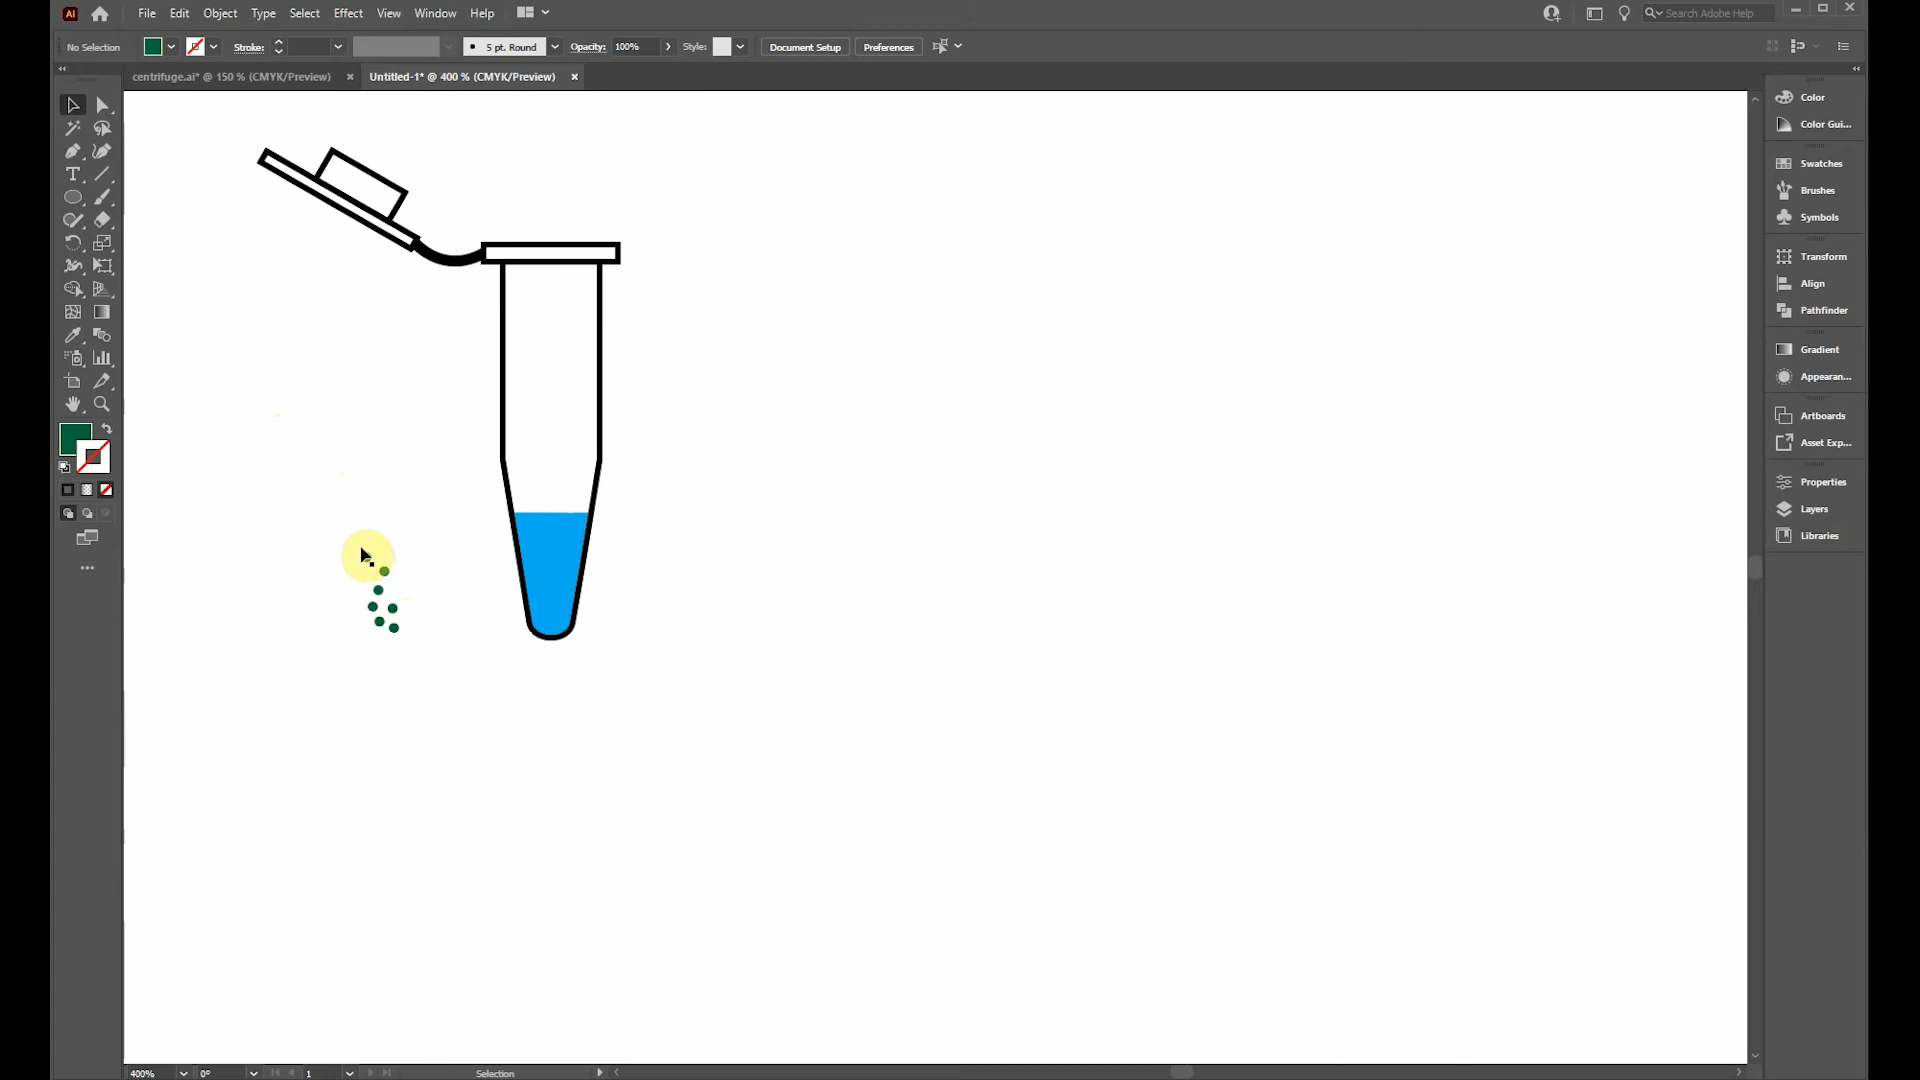 Ai File Edit Object Type Select Effect View Window Help Search Adobe Help
No Selection Stroke: 5 pt. Round Opacity: 100% Style: Document Setup Preferences
centrifuge.ai* @ 150 % (CMYK/Preview) Untitled-1* @ 400 % (CMYK/Preview)
Color
Color Gui...
Swatches
Brushes
Symbols
Transform
Align
Pathfinder
Gradient
Appearan...
Artboards
Asset Exp...
Properties
Layers
Libraries
400% 0° 1 Selection